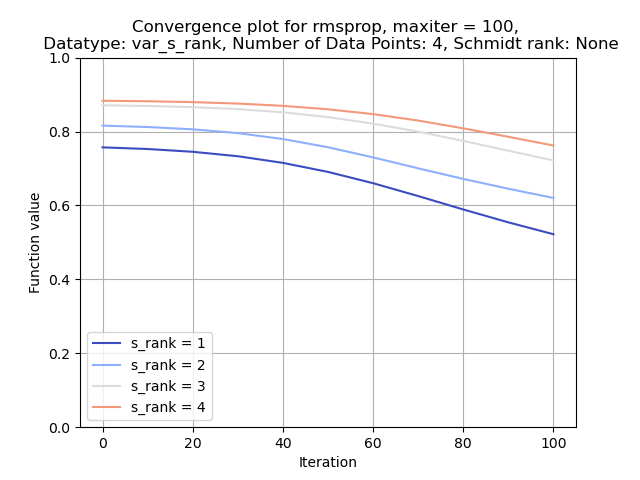 Convergence plot for rmsprop, maxiter = 100,
Datatype: var_s_rank, Number of Data Points: 4, Schmidt rank: None
1.0
0.8
0.6
0.4
0.2
0.0
Function value
s_rank = 1
s_rank = 2
s_rank = 3
s_rank = 4
0 20 40 60 80 100
Iteration